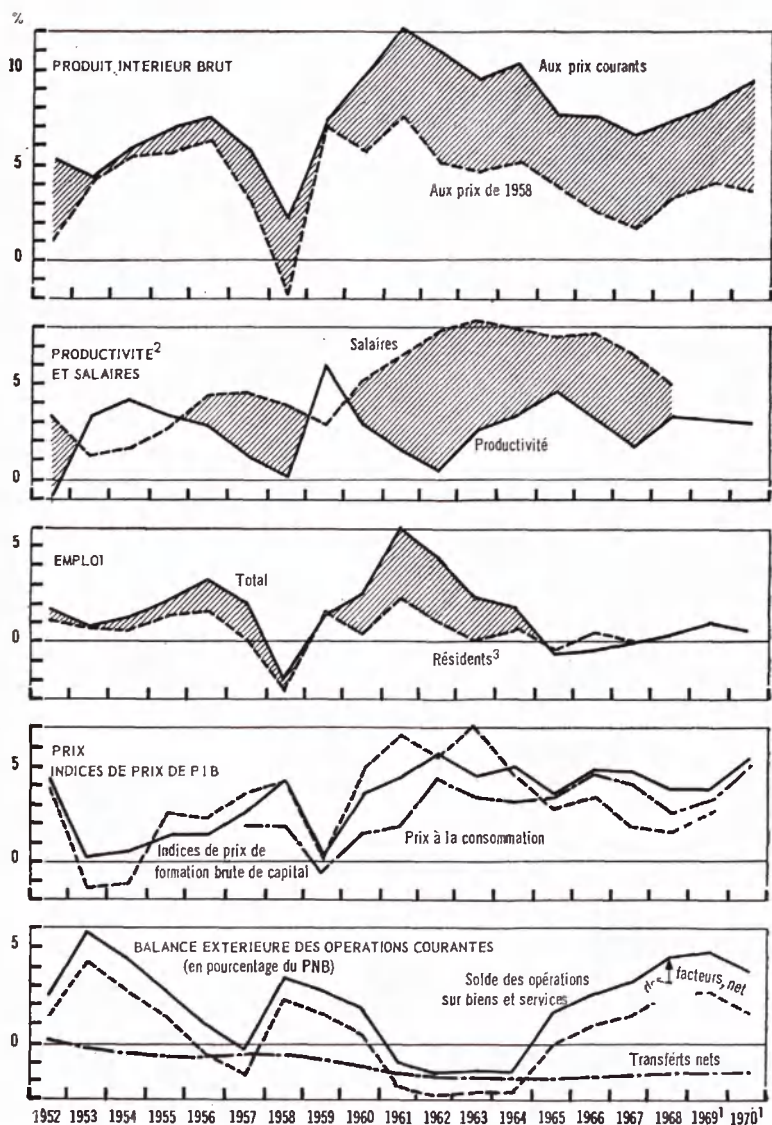 %
PRODUIT INTERIEUR BRUT
Aux prix courants
Aux prix de 1958
10
5
0
PRODUCTIVITE²
ET SALAIRES
Salaires
Productivité
5
0
EMPLOI
Total
Résidents³
5
0
PRIX
INDICES DE PRIX DE PIB
Indices de prix de
formation brute de capital
Prix à la consommation
5
0
BALANCE EXTERIEURE DES OPERATIONS COURANTES
(en pourcentage du PNB)
Solde des opérations
sur biens et services
facteurs, net
Transférts nets
5
0
1952 1953 1954 1955 1956 1957 1958 1959 1960 1961 1962 1963 1964 1965 1966 1967 1968 1969¹ 1970¹